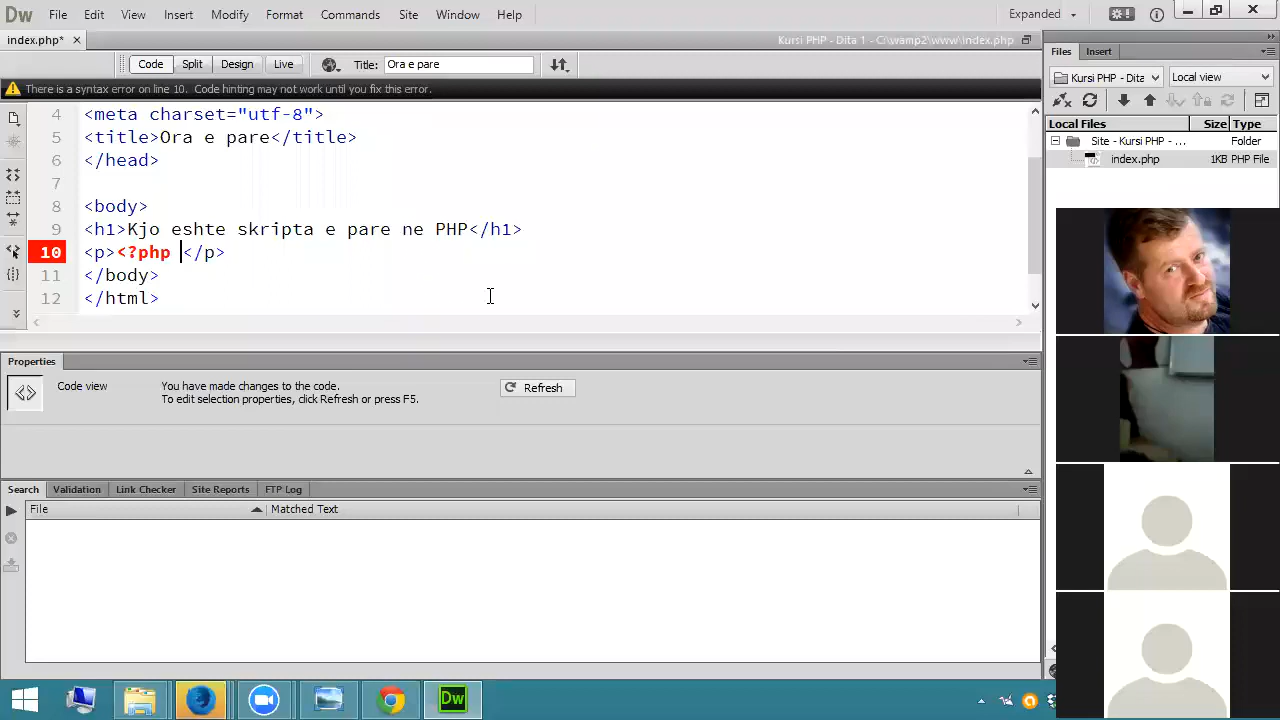 Dw File Edit View Insert Modify Format Commands Site Window Help Expanded
index.php* Kursi PHP - Dita 1 - C:\wamp2\www\index.php
Code Split Design Live Title: Ora e pare
There is a syntax error on line 10. Code hinting may not work until you fix this error.
4 <meta charset="utf-8">
5 <title>Ora e pare</title>
6 </head>
7
8 <body>
9 <h1>Kjo eshte skripta e pare ne PHP</h1>
10 <p><?php </p>
11 </body>
12 </html>
Properties
Code view You have made changes to the code.
To edit selection properties, click Refresh or press F5.
Refresh
Search Validation Link Checker Site Reports FTP Log
File Matched Text
Files Insert
Kursi PHP - Dita Local view
Local Files Size Type
Site - Kursi PHP - ... Folder
index.php 1KB PHP File
Dw